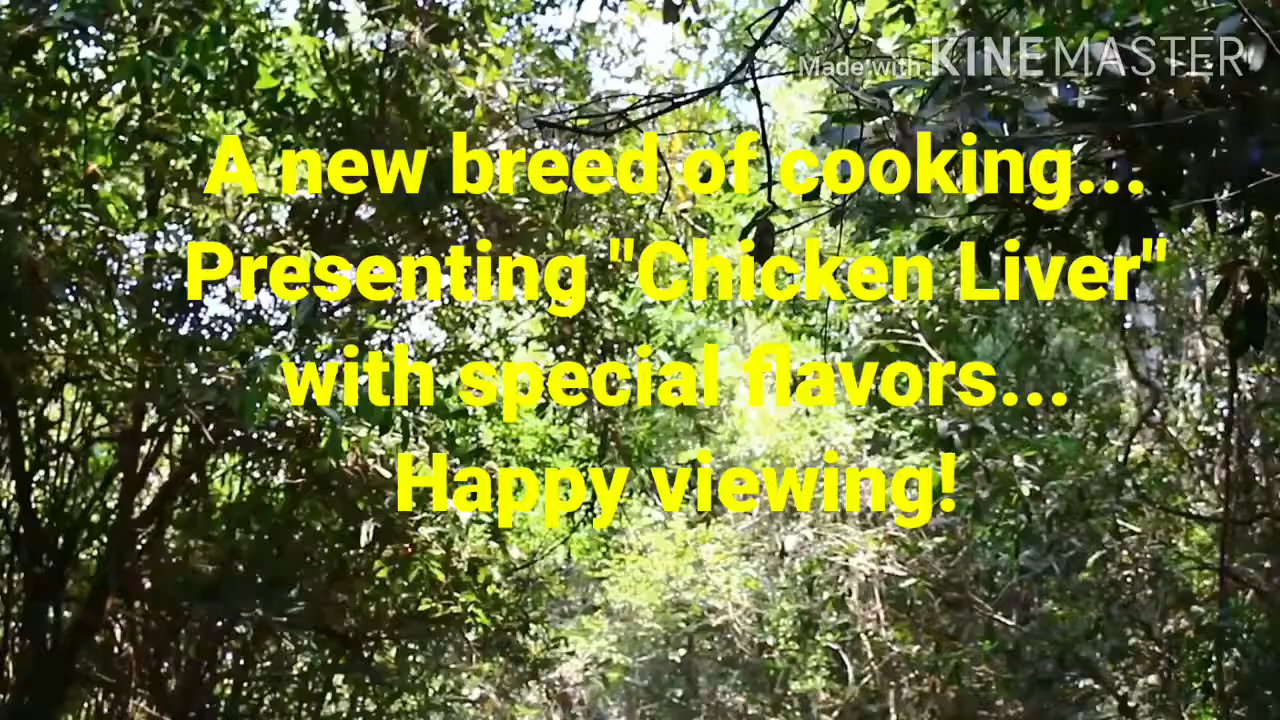 Made with KINEMASTER
A new breed of cooking...
Presenting "Chicken Liver"
with special flavors...
Happy viewing!